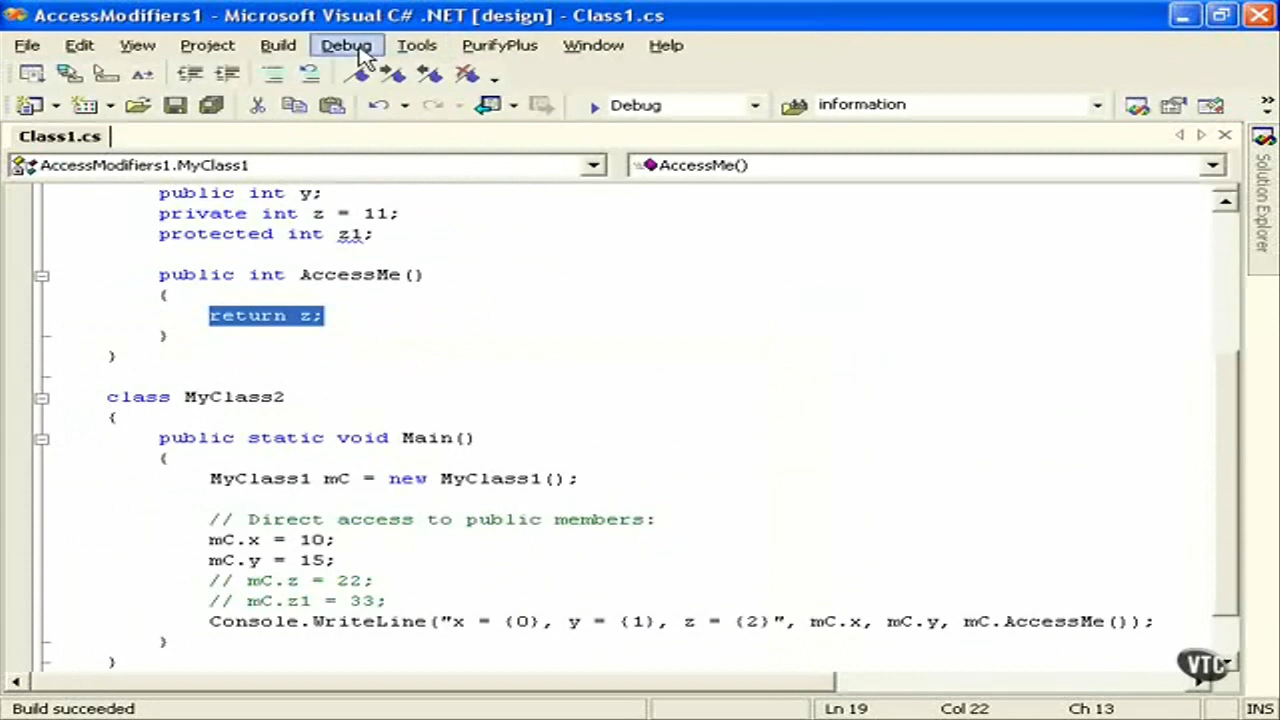 AccessModifiers1 - Microsoft Visual C# .NET [design] - Class1.cs
File Edit View Project Build Debug Tools PurifyPlus Window Help
Debug information
Class1.cs
AccessModifiers1.MyClass1 AccessMe()
Solution Explorer
public int y;
private int z = 11;
protected int z1;
public int AccessMe()
{
return z;
}
}
class MyClass2
{
public static void Main()
{
MyClass1 mC = new MyClass1();
// Direct access to public members:
mC.x = 10;
mC.y = 15;
// mC.z = 22;
// mC.z1 = 33;
Console.WriteLine("x = {0}, y = {1}, z = {2}", mC.x, mC.y, mC.AccessMe());
}
}
VTC
Build succeeded Ln 19 Col 22 Ch 13 INS